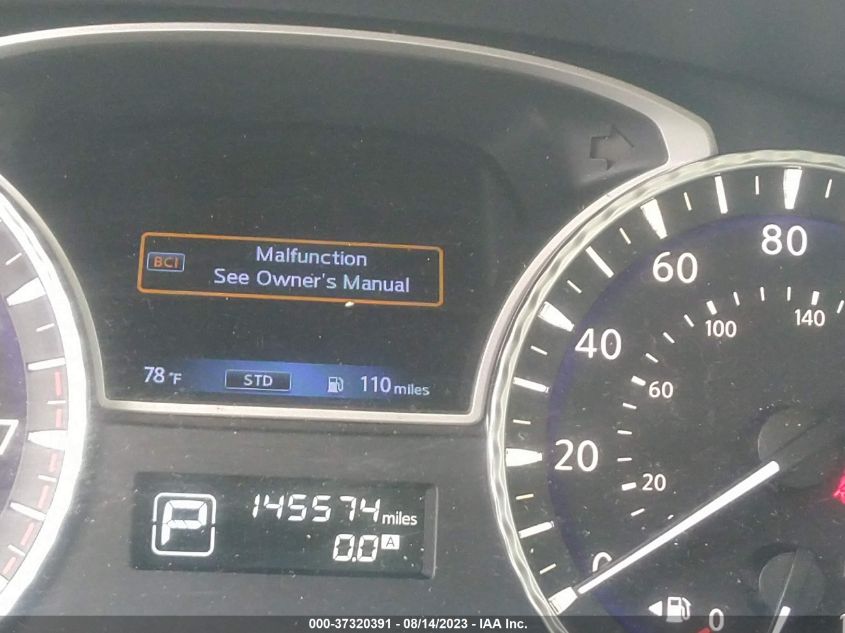 BCI Malfunction
See Owner's Manual
78 °F STD 110 miles
P 145574 miles
0.0 A
80
60
40
20
0
140
100
60
20
0
000-37320391 - 08/14/2023 - IAA Inc.